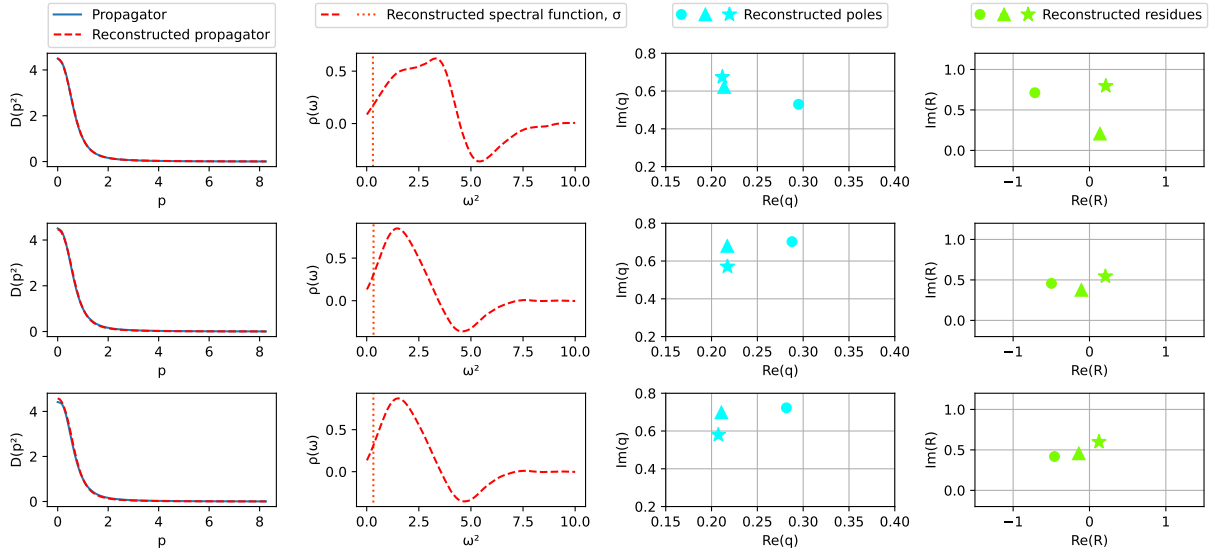 Propagator
Reconstructed propagator
Reconstructed spectral function, σ
Reconstructed poles
Reconstructed residues
D(p²)
4
2
0
0 2 4 6 8
p
ρ(ω)
0.5
0.0
0.0 2.5 5.0 7.5 10.0
ω²
Im(q)
0.8
0.6
0.4
0.2
0.15 0.20 0.25 0.30 0.35 0.40
Re(q)
Im(R)
1.0
0.5
0.0
−1 0 1
Re(R)
D(p²)
4
2
0
0 2 4 6 8
p
ρ(ω)
0.5
0.0
0.0 2.5 5.0 7.5 10.0
ω²
Im(q)
0.8
0.6
0.4
0.2
0.15 0.20 0.25 0.30 0.35 0.40
Re(q)
Im(R)
1.0
0.5
0.0
−1 0 1
Re(R)
D(p²)
4
2
0
0 2 4 6 8
p
ρ(ω)
0.5
0.0
0.0 2.5 5.0 7.5 10.0
ω²
Im(q)
0.8
0.6
0.4
0.2
0.15 0.20 0.25 0.30 0.35 0.40
Re(q)
Im(R)
1.0
0.5
0.0
−1 0 1
Re(R)